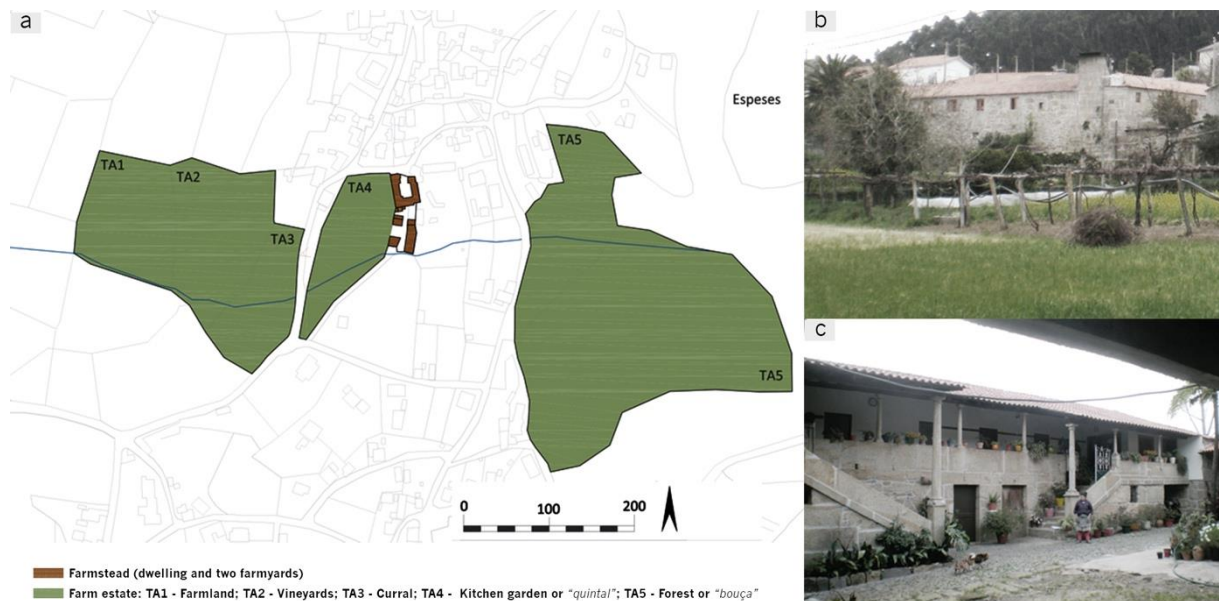 a
TA1
TA2
TA3
TA4
TA5
Espeses
TA5
0 100 200
Farmstead (dwelling and two farmyards)
Farm estate: TA1 - Farmland; TA2 - Vineyards; TA3 - Curral; TA4 - Kitchen garden or “quintal”; TA5 - Forest or “bouça”
b
c